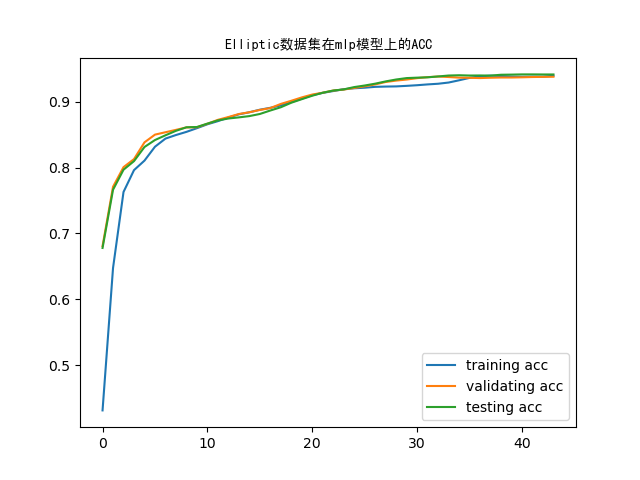 Elliptic数据集在mlp模型上的ACC
0.9
0.8
0.7
0.6
0.5
training acc
validating acc
testing acc
0 10 20 30 40